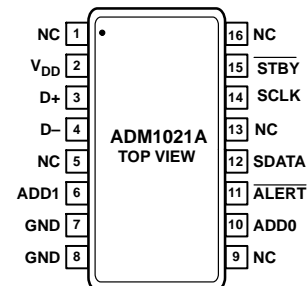 NC 1
VDD 2
D+ 3
D– 4
NC 5
ADD1 6
GND 7
GND 8
ADM1021A
TOP VIEW
16 NC
15 STBY
14 SCLK
13 NC
12 SDATA
11 ALERT
10 ADD0
9 NC